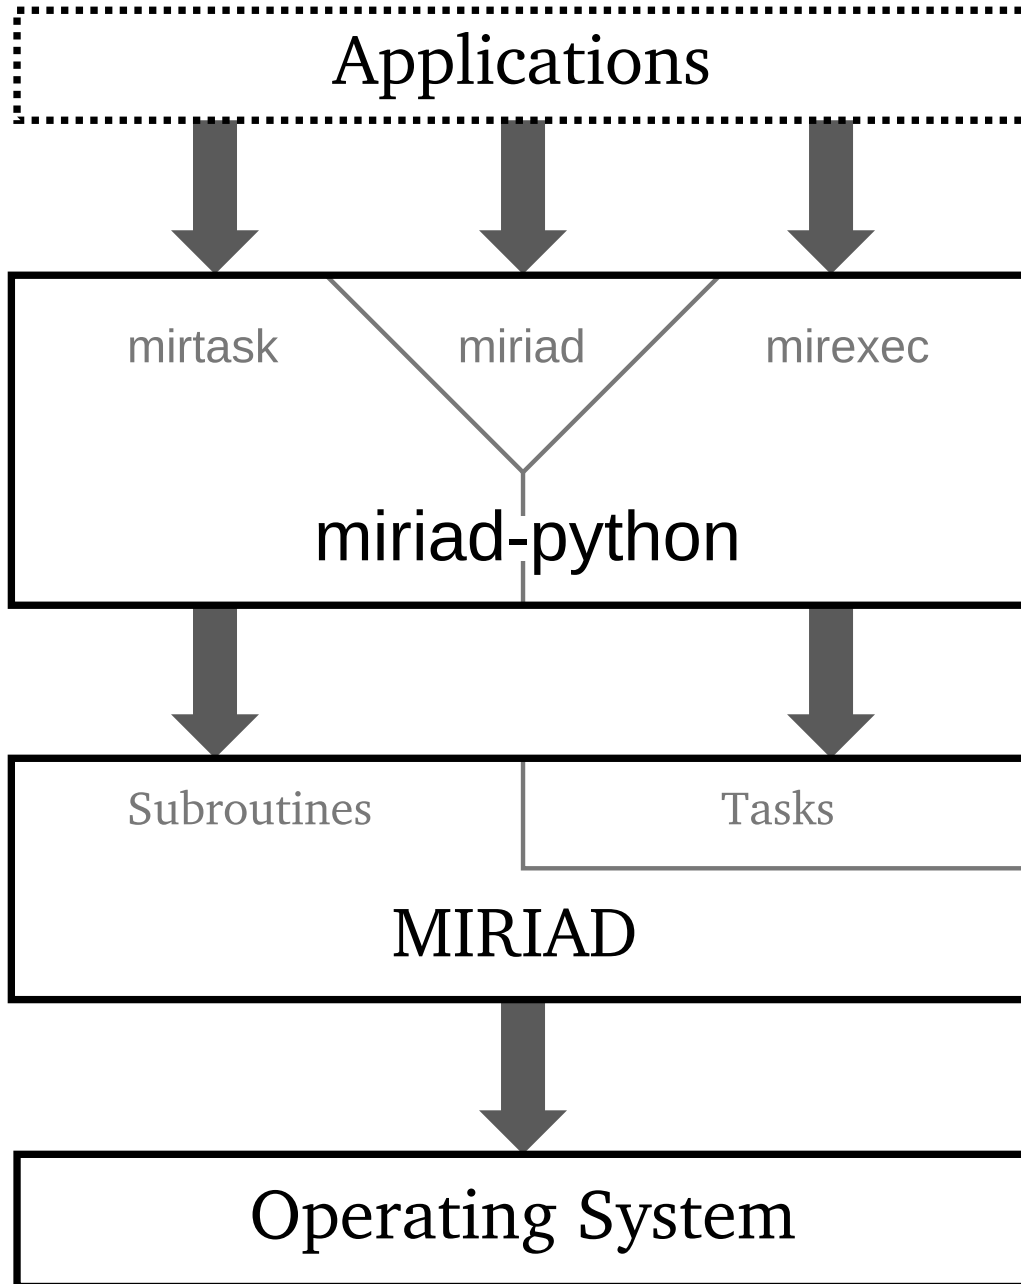 Applications
mirtask
miriad
mirexec
miriad-python
Subroutines
Tasks
MIRIAD
Operating System